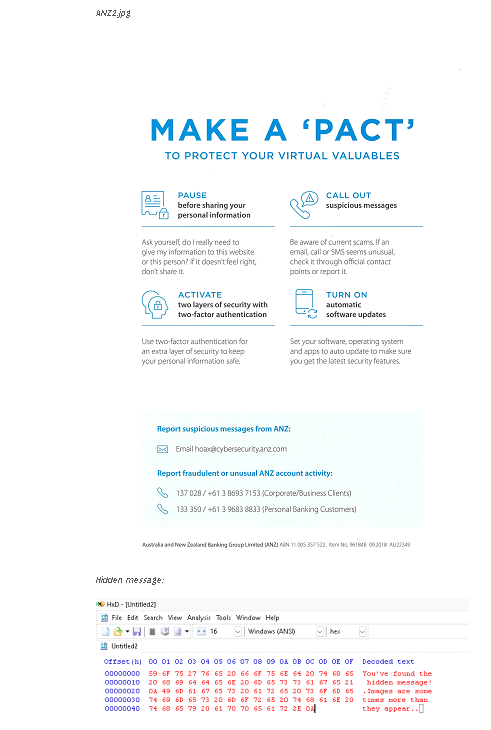 ANZ2.jpg
MAKE A ‘PACT’
TO PROTECT YOUR VIRTUAL VALUABLES
PAUSE
before sharing your
personal information
Ask yourself, do I really need to
give my information to this website
or this person? If it doesn't feel right,
don't share it.
CALL OUT
suspicious messages
Be aware of current scams. If an
email, call or SMS seems unusual,
check it through official contact
points or report it.
ACTIVATE
two layers of security with
two-factor authentication
Use two-factor authentication for
an extra layer of security to keep
your personal information safe.
TURN ON
automatic
software updates
Set your software, operating system
and apps to auto update to make sure
you get the latest security features.
Report suspicious messages from ANZ:
Email hoax@cybersecurity.anz.com
Report fraudulent or unusual ANZ account activity:
137 028 / +61 3 8693 7153 (Corporate/Business Clients)
133 350 / +61 3 9683 8833 (Personal Banking Customers)
Australia and New Zealand Banking Group Limited (ANZ) ABN 11 005 357 522. Item No. 96184B 09.2018 AU22349
Hidden message:
HxD - [Untitled2]
File Edit Search View Analysis Tools Window Help
16 Windows (ANSI) hex
Untitled2
Offset(h) 00 01 02 03 04 05 06 07 08 09 0A 0B 0C 0D 0E 0F Decoded text
00000000 59 6F 75 27 76 65 20 66 6F 75 6E 64 20 74 68 65 You've found the
00000010 20 68 69 64 64 65 6E 20 6D 65 73 73 61 67 65 21 hidden message!
00000020 0A 49 6D 61 67 65 73 20 61 72 65 20 73 6F 6D 65 .Images are some
00000030 74 69 6D 65 73 20 6D 6F 72 65 20 74 68 61 6E 20 times more than
00000040 74 68 65 79 20 61 70 70 65 61 72 2E 0A they appear..